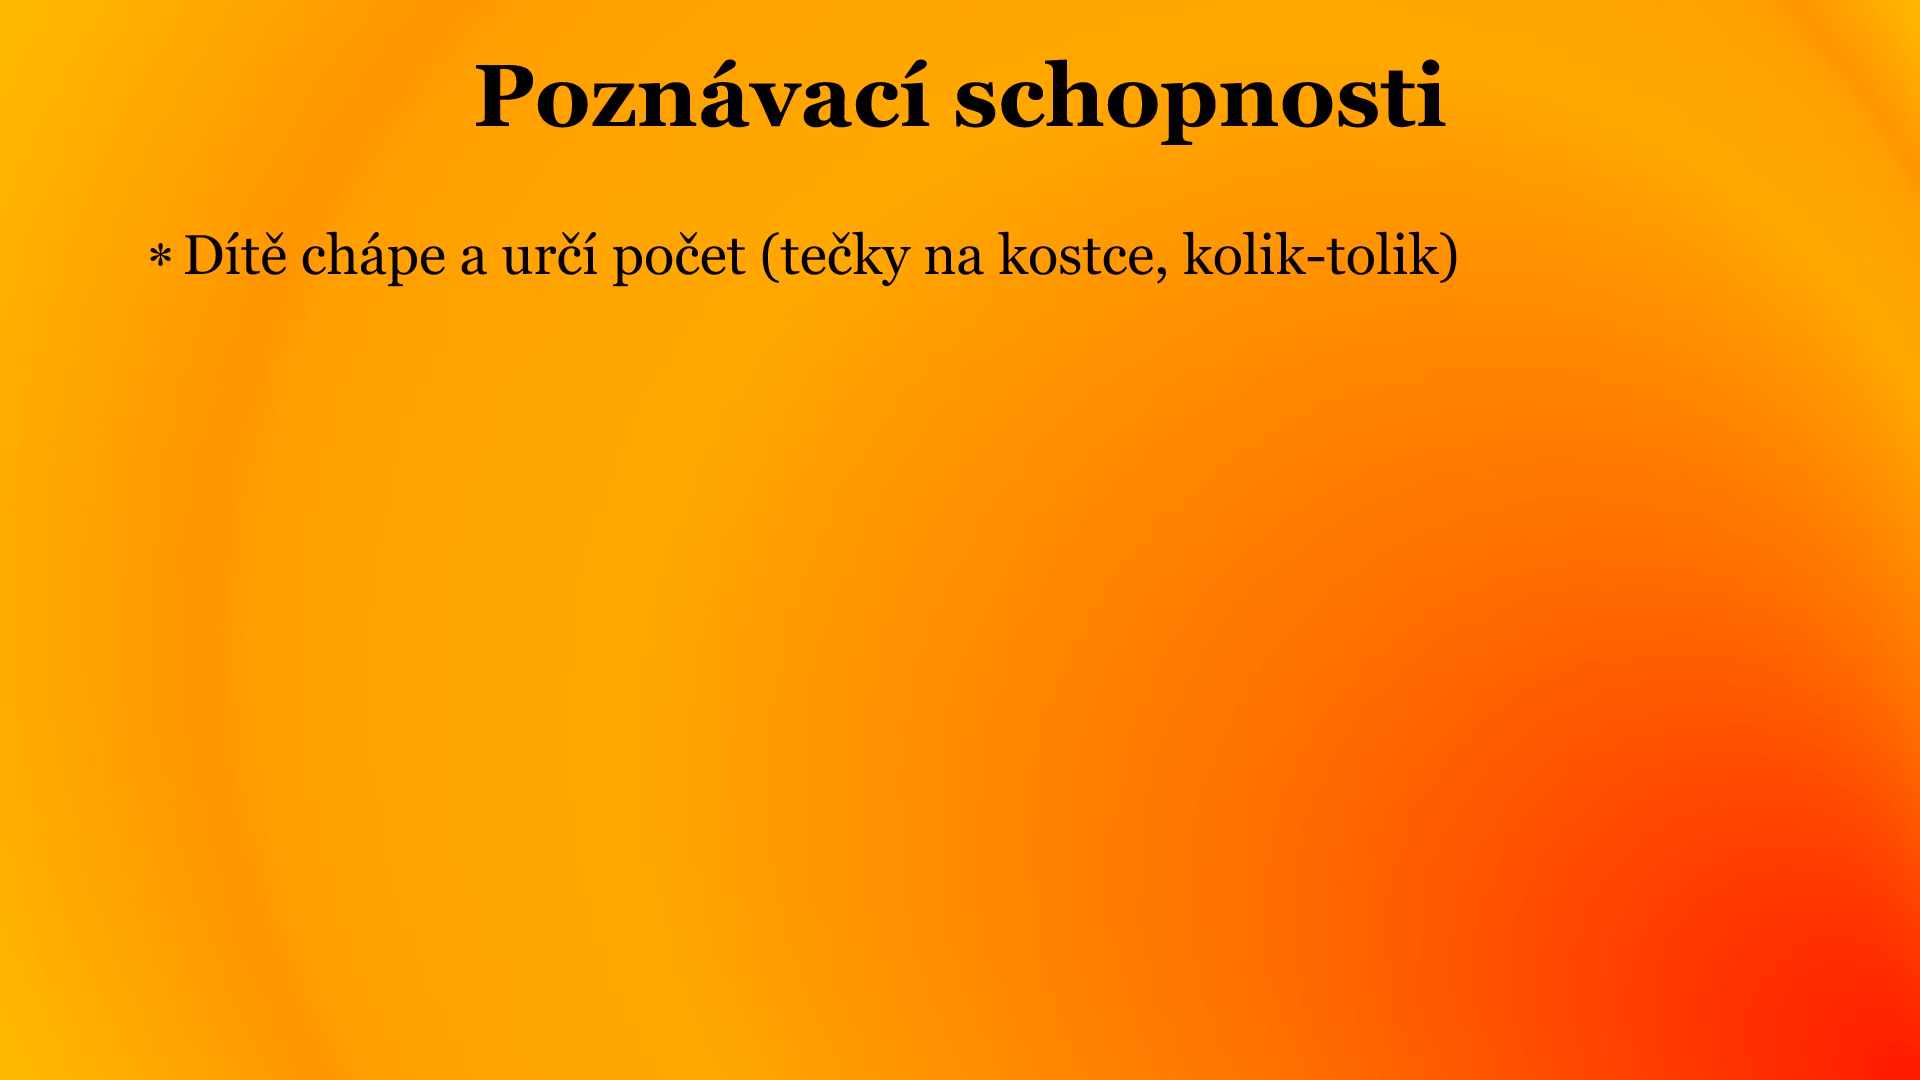 Poznávací schopnosti
* Dítě chápe a určí počet (tečky na kostce, kolik-tolik)